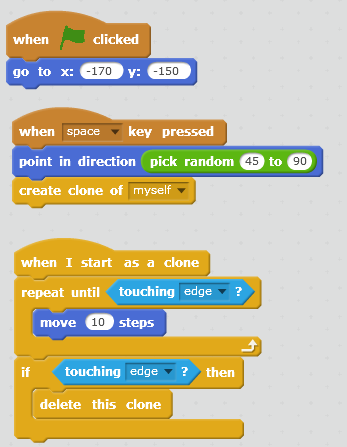 when clicked
go to x: -170 y: -150
when space key pressed
point in direction pick random 45 to 90
create clone of myself
when I start as a clone
repeat until touching edge ?
move 10 steps
if touching edge ? then
delete this clone